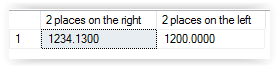 2 places on the right 2 places on the left
1 1234.1300 1200.0000